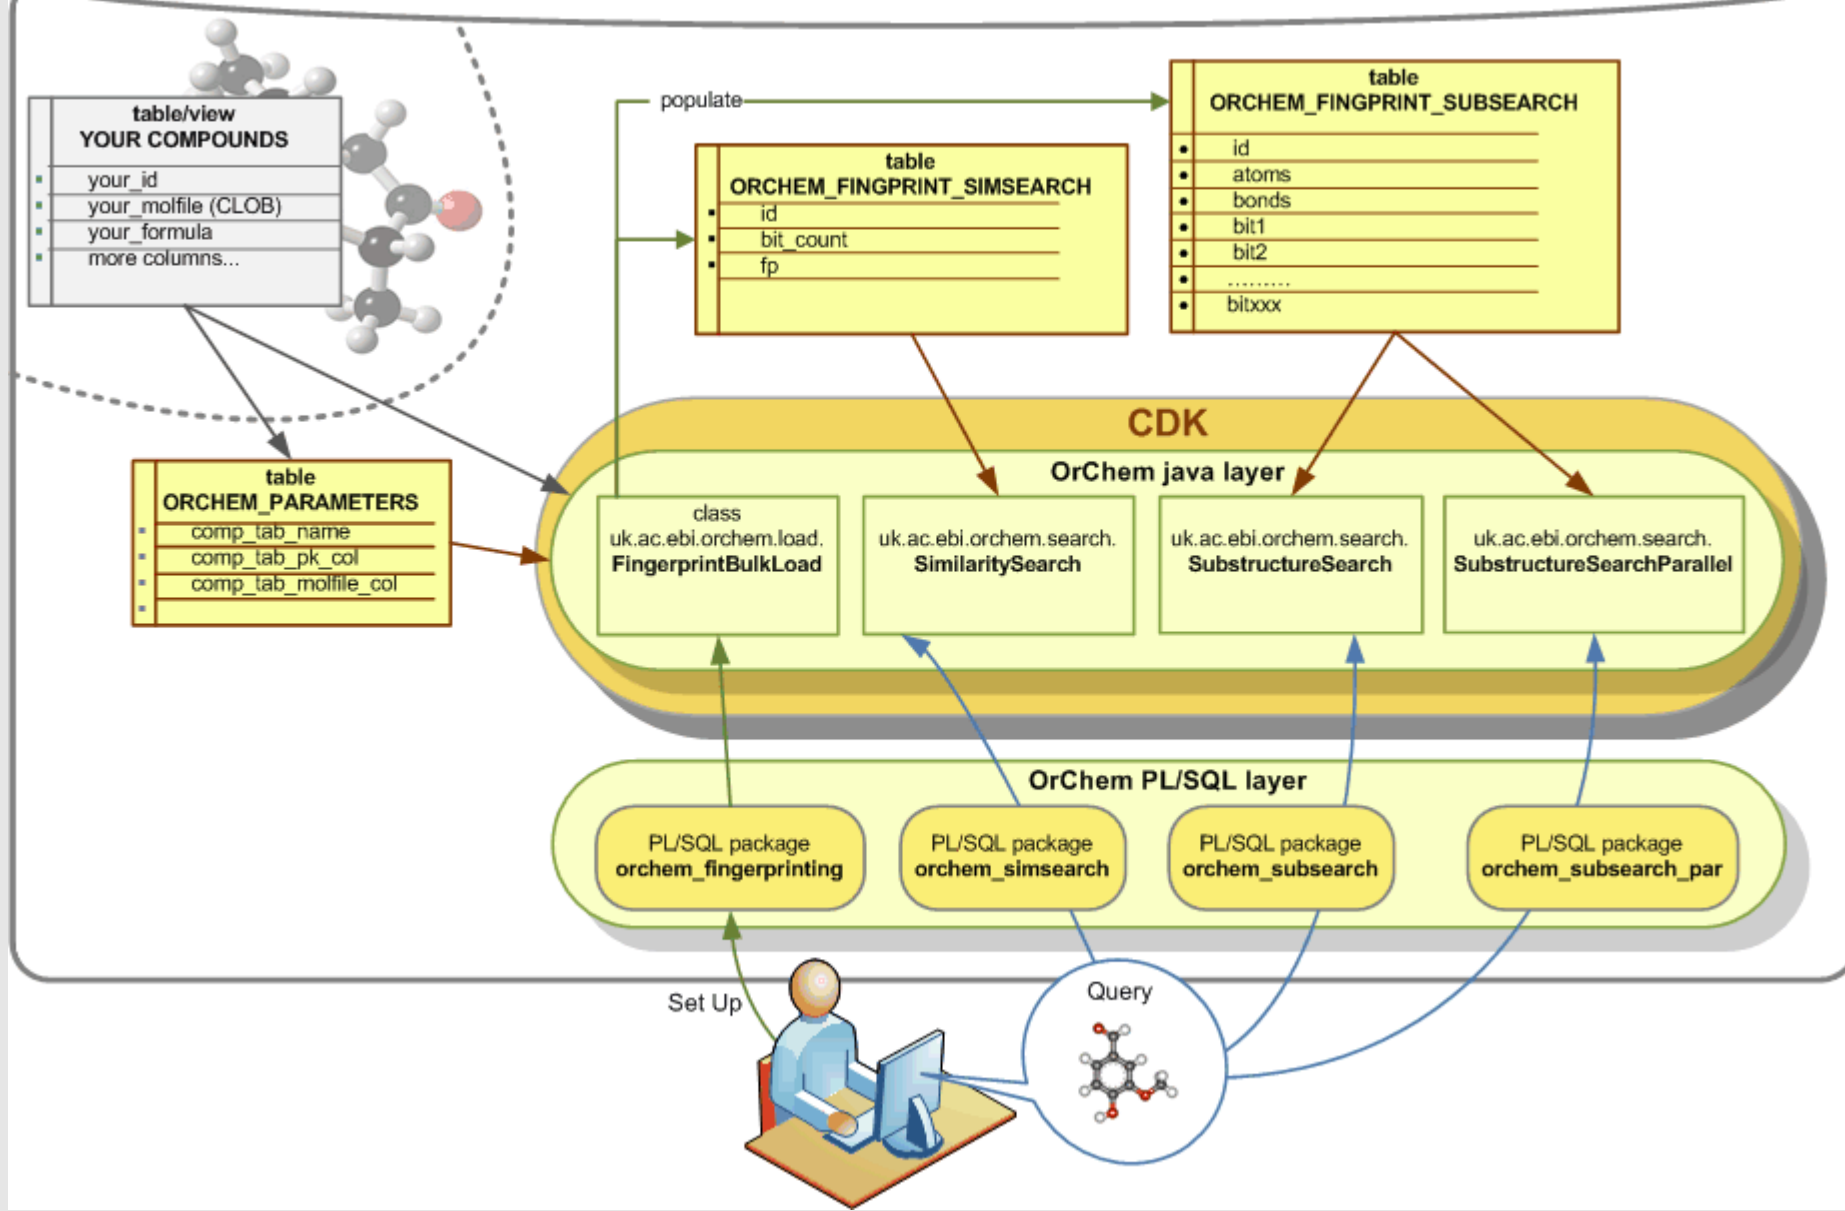 table/view
YOUR COMPOUNDS
your_id
your_molfile (CLOB)
your_formula
more columns...
populate
table
ORCHEM_FINGPRINT_SIMSEARCH
id
bit_count
fp
table
ORCHEM_FINGPRINT_SUBSEARCH
id
atoms
bonds
bit1
bit2
.........
bitxxx
table
ORCHEM_PARAMETERS
comp_tab_name
comp_tab_pk_col
comp_tab_molfile_col
CDK
OrChem java layer
class
uk.ac.ebi.orchem.load.
FingerprintBulkLoad
uk.ac.ebi.orchem.search.
SimilaritySearch
uk.ac.ebi.orchem.search.
SubstructureSearch
uk.ac.ebi.orchem.search.
SubstructureSearchParallel
OrChem PL/SQL layer
PL/SQL package
orchem_fingerprinting
PL/SQL package
orchem_simsearch
PL/SQL package
orchem_subsearch
PL/SQL package
orchem_subsearch_par
Set Up
Query